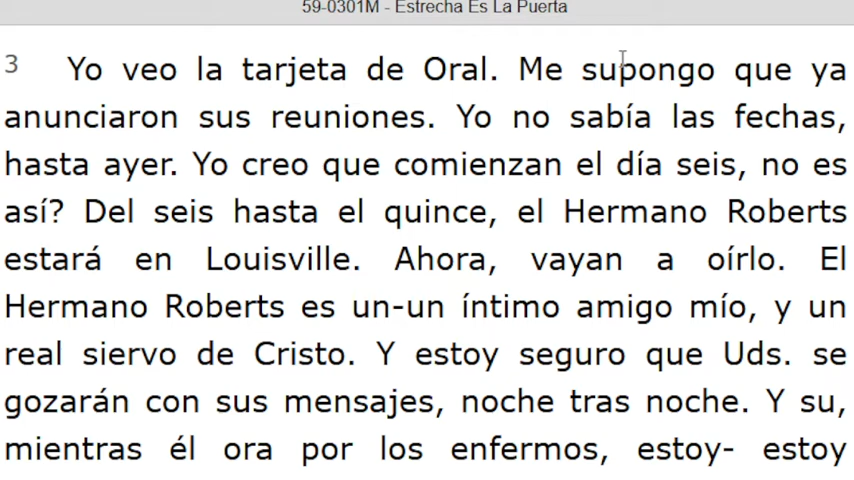 59-0301M - Estrecha Es La Puerta
3 Yo veo la tarjeta de Oral. Me supongo que ya
anunciaron sus reuniones. Yo no sabía las fechas,
hasta ayer. Yo creo que comienzan el día seis, no es
así? Del seis hasta el quince, el Hermano Roberts
estará en Louisville. Ahora, vayan a oírlo. El
Hermano Roberts es un-un íntimo amigo mío, y un
real siervo de Cristo. Y estoy seguro que Uds. se
gozarán con sus mensajes, noche tras noche. Y su,
mientras él ora por los enfermos, estoy- estoy